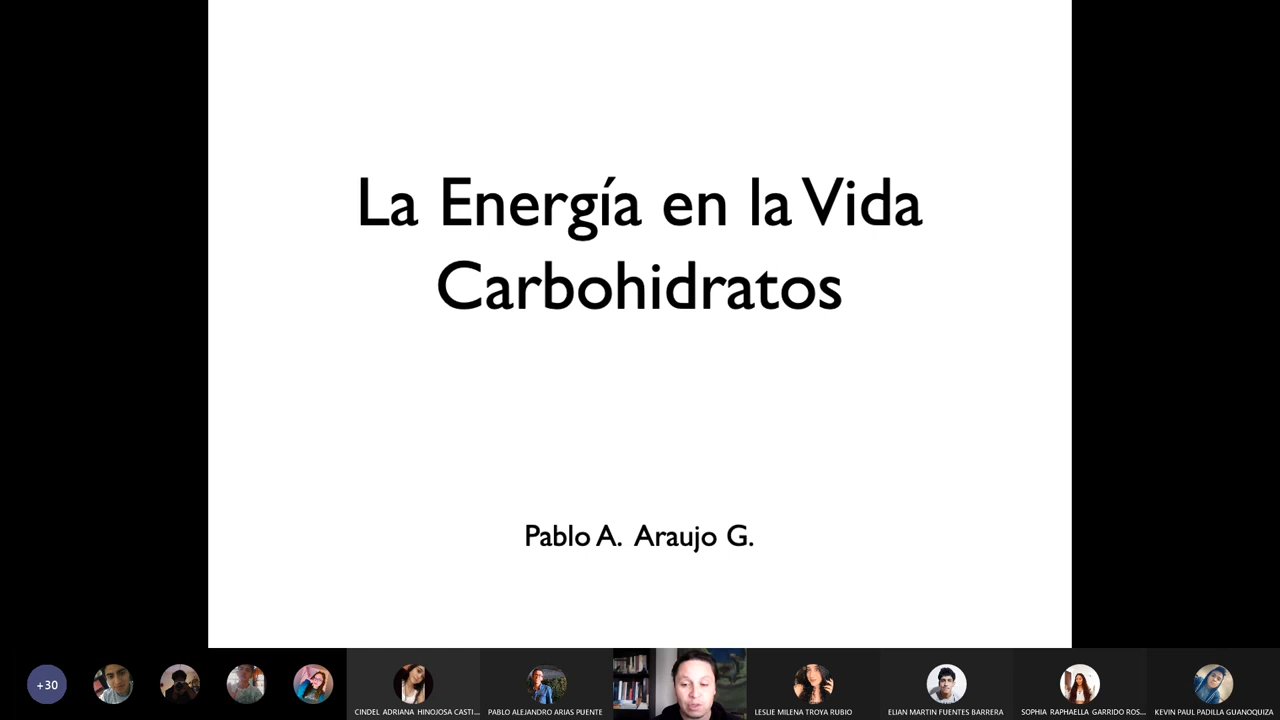 La Energía en la Vida
Carbohidratos
Pablo A. Araujo G.
+30
CINDEL ADRIANA HINOJOSA CASTI...
PABLO ALEJANDRO ARIAS PUENTE
LESLIE MILENA TROYA RUBIO
ELIAN MARTIN FUENTES BARRERA
SOPHIA RAPHAELLA GARRIDO ROS...
KEVIN PAUL PADILLA GUANOQUIZA